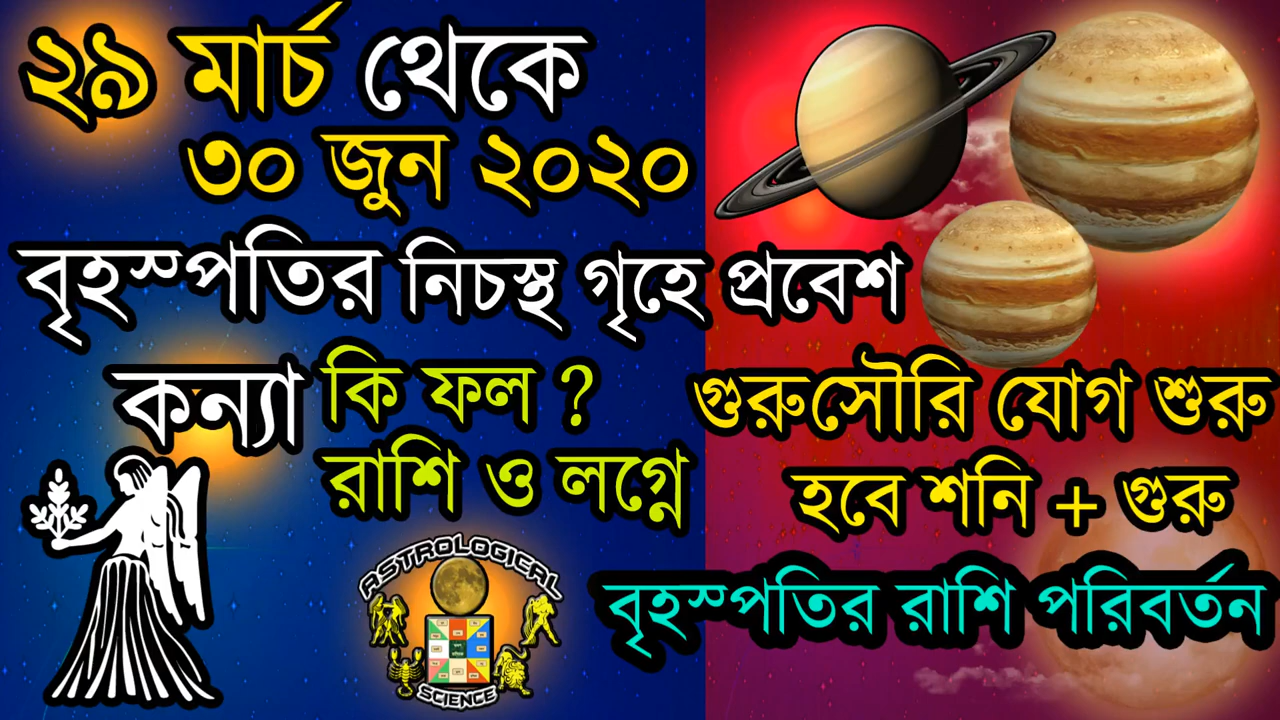 ২৯ মার্চ থেকে
৩০ জুন ২০২০
বৃহস্পতির নিচস্থ গৃহে প্রবেশ
কন্যা কি ফল ?
রাশি ও লগ্নে
গুরুসৌরি যোগ শুরু
হবে শনি + গুরু
বৃহস্পতির রাশি পরিবর্তন
ASTROLOGICAL
SCIENCE